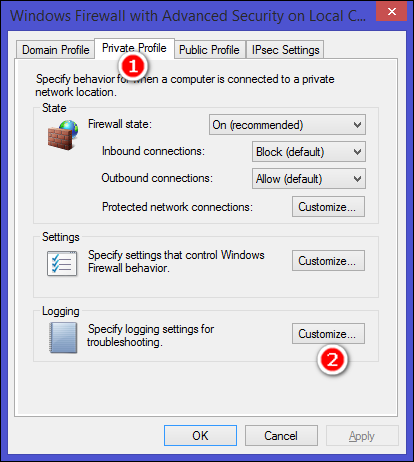 Windows Firewall with Advanced Security on Local C...
Domain Profile Private Profile Public Profile IPsec Settings
1
Specify behavior for when a computer is connected to a private
network location.
State
Firewall state: On (recommended)
Inbound connections: Block (default)
Outbound connections: Allow (default)
Protected network connections: Customize...
Settings
Specify settings that control Windows
Firewall behavior.
Customize...
Logging
Specify logging settings for
troubleshooting.
Customize...
2
OK Cancel Apply